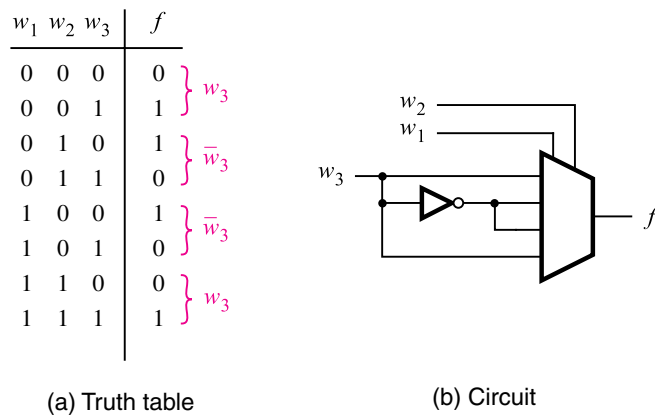 w1 w2 w3 f
0 0 0 0
0 0 1 1
w3
0 1 0 1
0 1 1 0
w̅3
1 0 0 1
1 0 1 0
w̅3
1 1 0 0
1 1 1 1
w3
(a) Truth table
w2
w1
w3
f
(b) Circuit